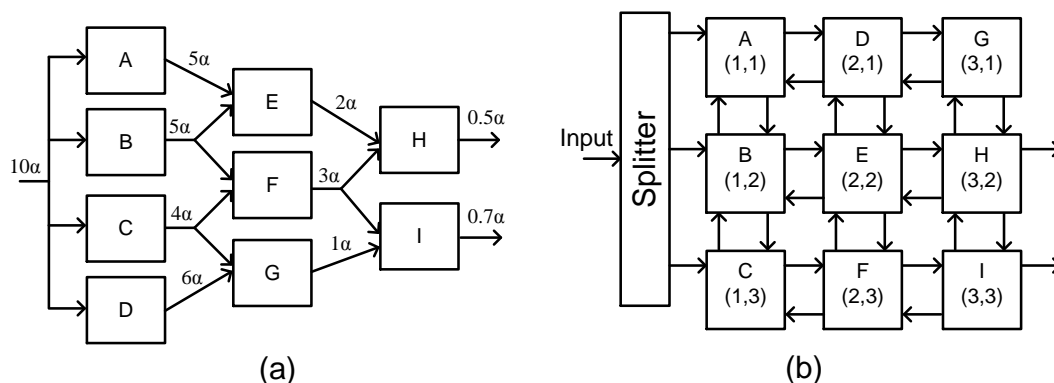 10α
A
B
C
D
5α
5α
4α
6α
E
F
G
2α
3α
1α
H
I
0.5α
0.7α
(a)
Input
Splitter
A
(1,1)
D
(2,1)
G
(3,1)
B
(1,2)
E
(2,2)
H
(3,2)
C
(1,3)
F
(2,3)
I
(3,3)
(b)